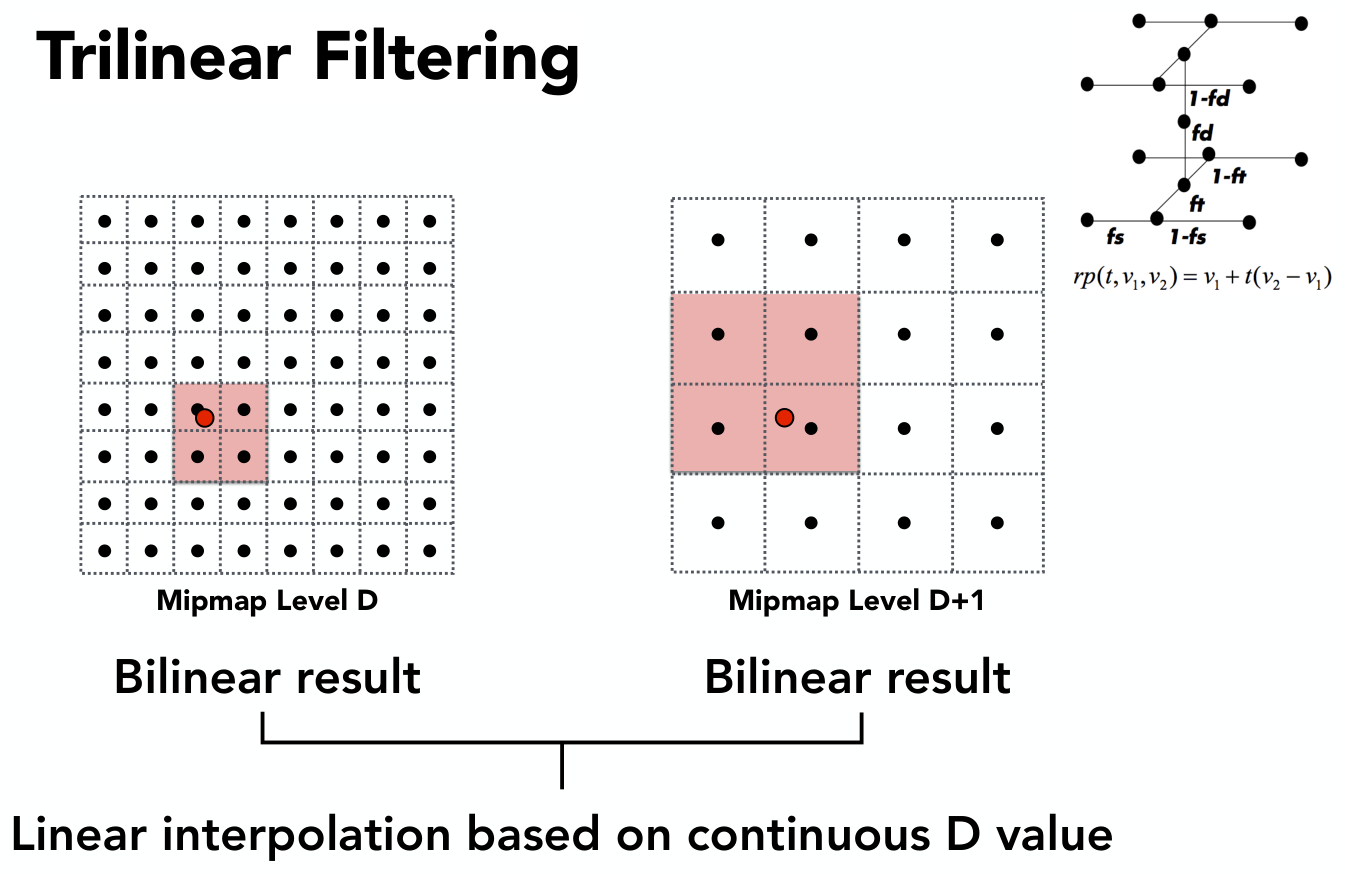 Trilinear Filtering
1-fd
fd
1-ft
ft
fs
1-fs
rp(t,v₁,v₂) = v₁ + t(v₂ − v₁)
Mipmap Level D
Mipmap Level D+1
Bilinear result
Bilinear result
Linear interpolation based on continuous D value